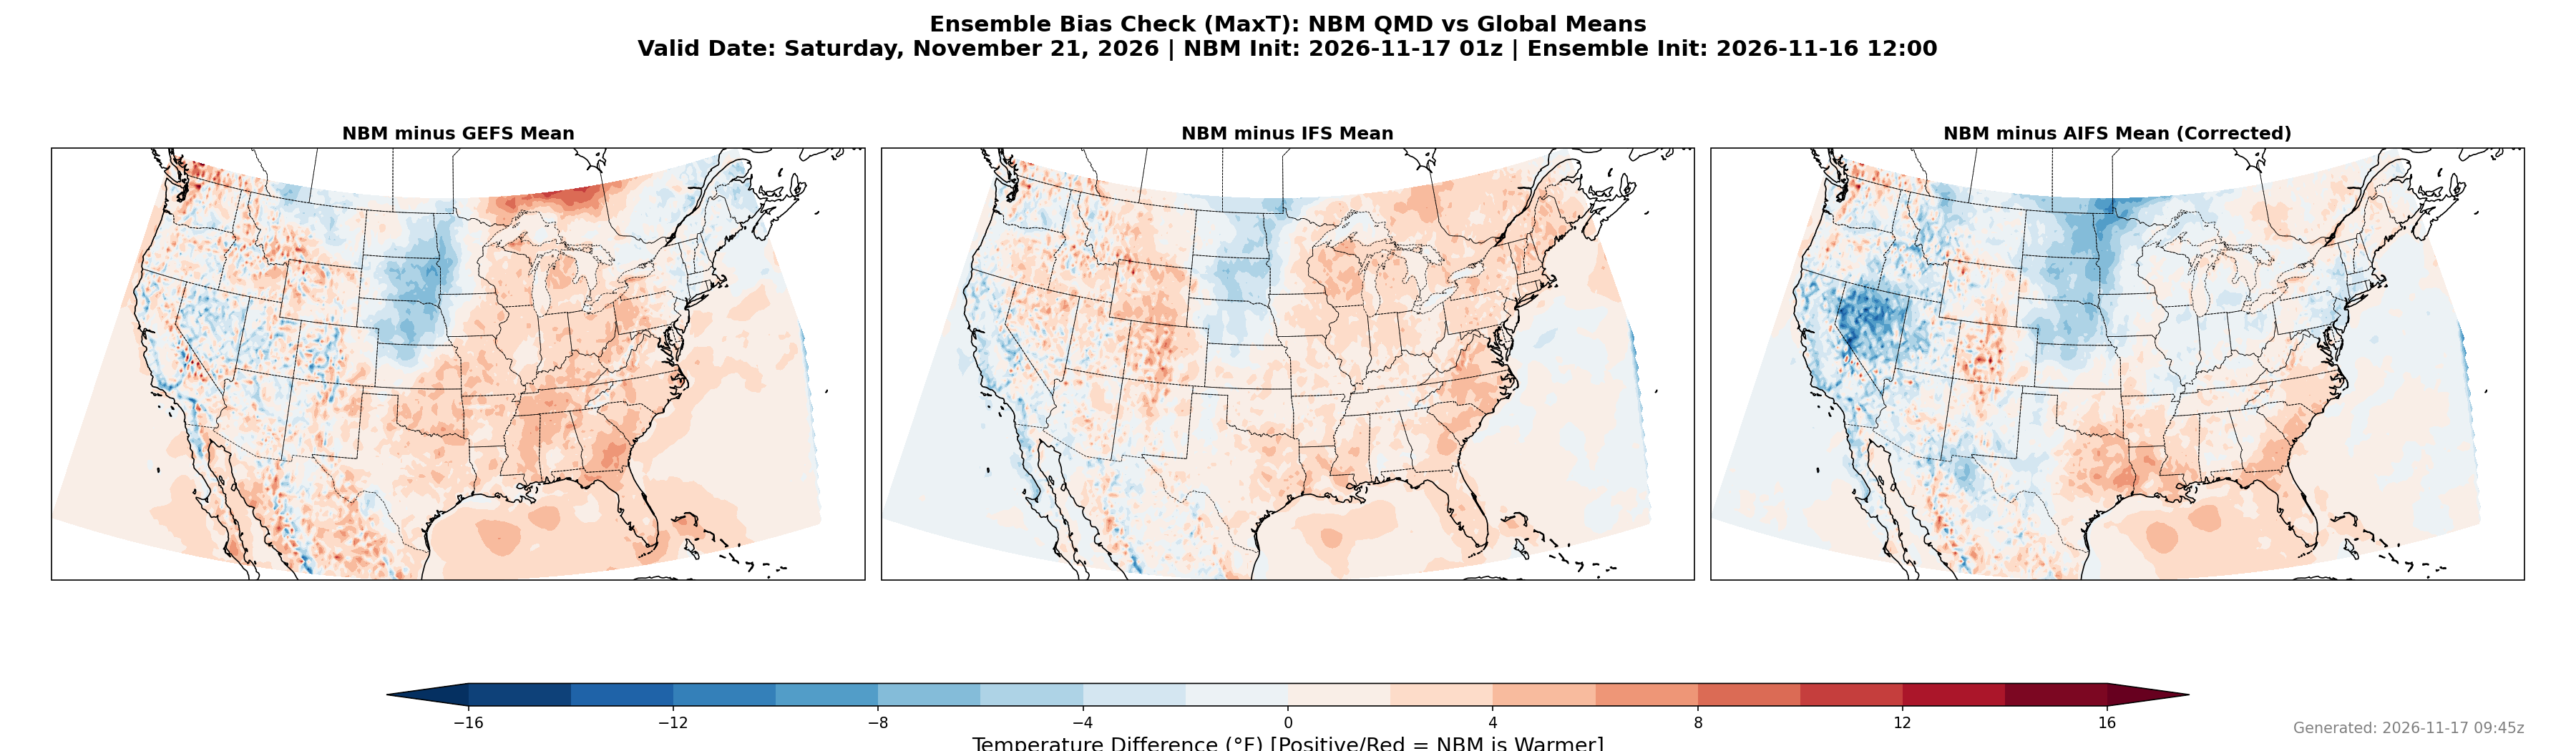 Ensemble Bias Check (MaxT): NBM QMD vs Global Means
Valid Date: Saturday, November 21, 2026 | NBM Init: 2026-11-17 01z | Ensemble Init: 2026-11-16 12:00
NBM minus GEFS Mean
NBM minus IFS Mean
NBM minus AIFS Mean (Corrected)
−16 −12 −8 −4 0 4 8 12 16
Temperature Difference (°F) [Positive/Red = NBM is Warmer]
Generated: 2026-11-17 09:45z